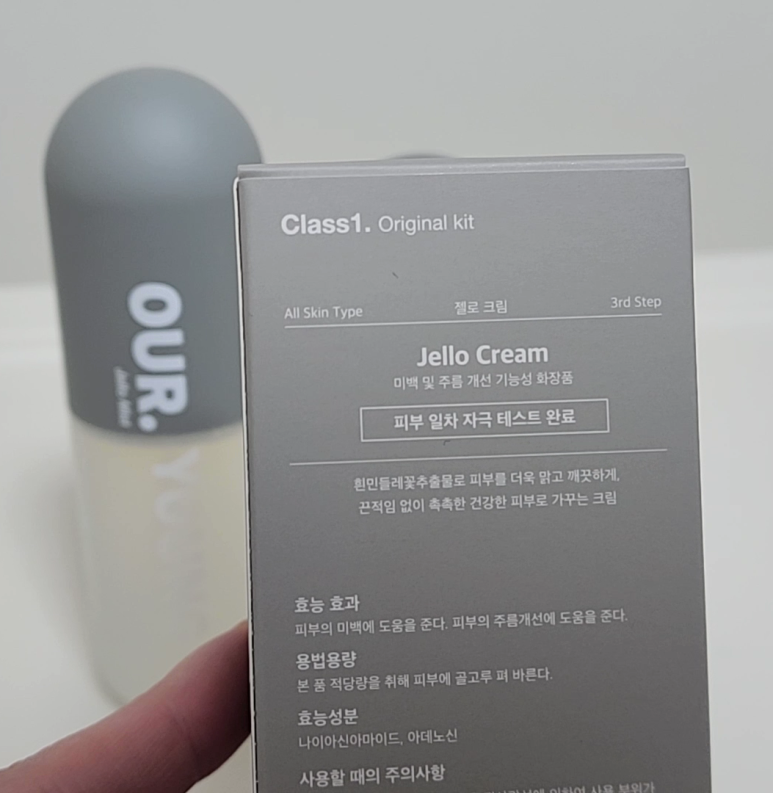 Class1. Original kit
All Skin Type 젤로 크림 3rd Step
Jello Cream
미백 및 주름 개선 기능성 화장품
피부 일차 자극 테스트 완료
흰민들레꽃추출물로 피부를 더욱 맑고 깨끗하게,
끈적임 없이 촉촉한 건강한 피부로 가꾸는 크림
효능 효과
피부의 미백에 도움을 준다. 피부의 주름개선에 도움을 준다.
용법용량
본 품 적당량을 취해 피부에 골고루 펴 바른다.
효능성분
나이아신아마이드, 아데노신
사용할 때의 주의사항
의하여 사용 부위가
OUR.